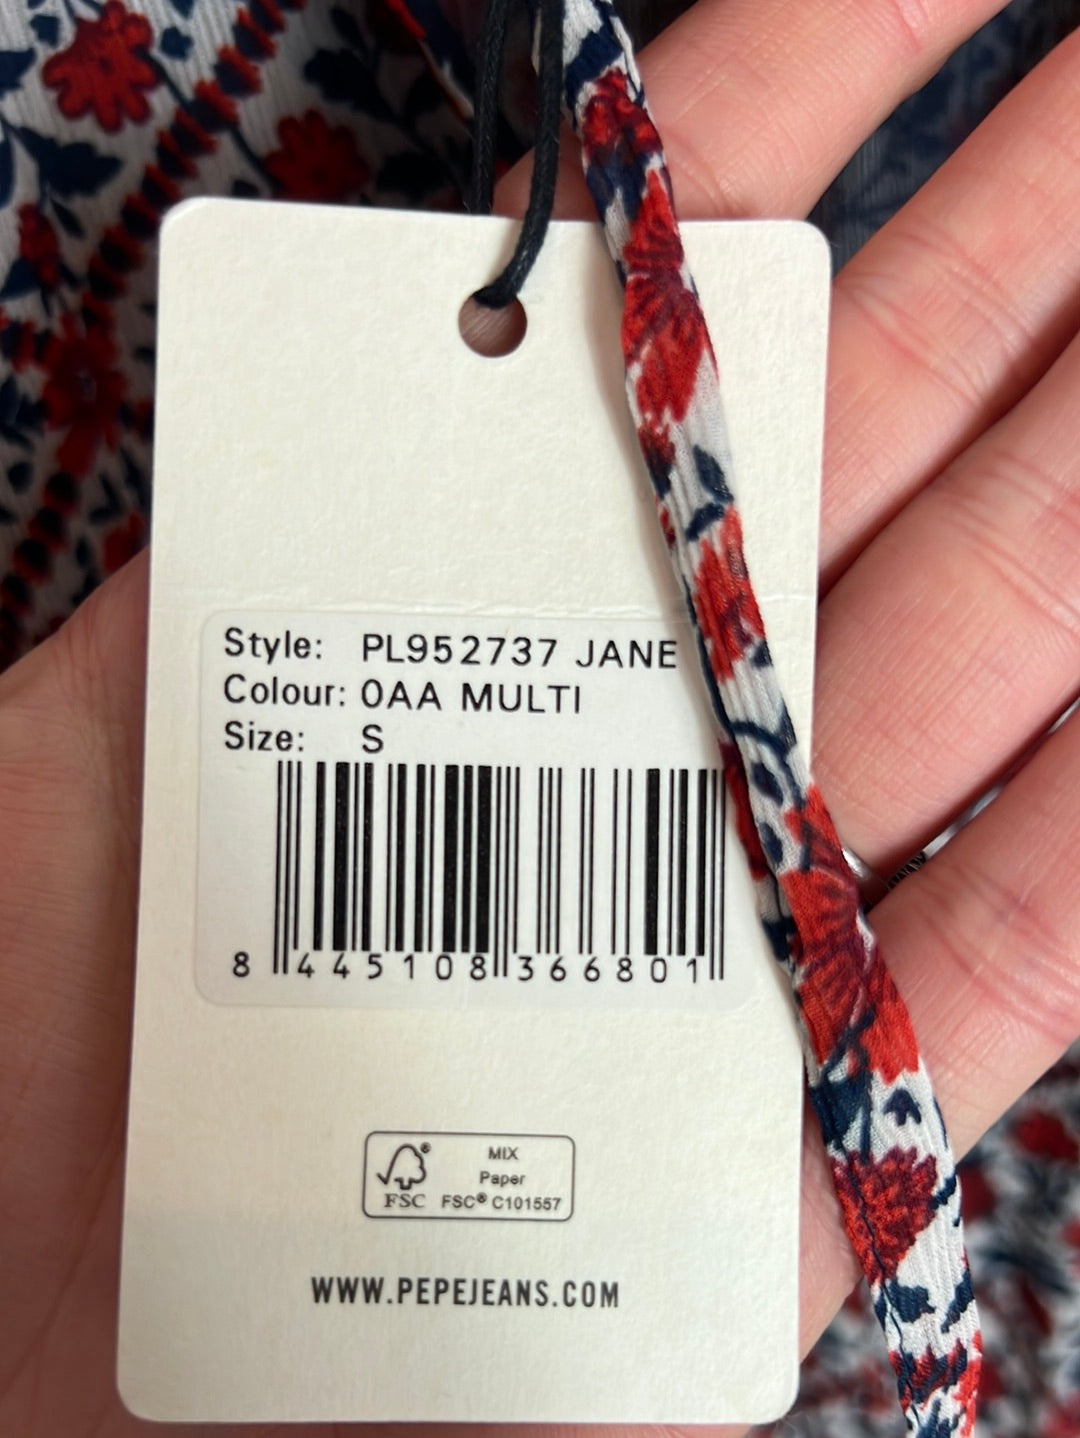 Style: PL952737 JANE
Colour: 0AA MULTI
Size: S
8 445108 366801
MIX
Paper
FSC® FSC® C101557
WWW.PEPEJEANS.COM